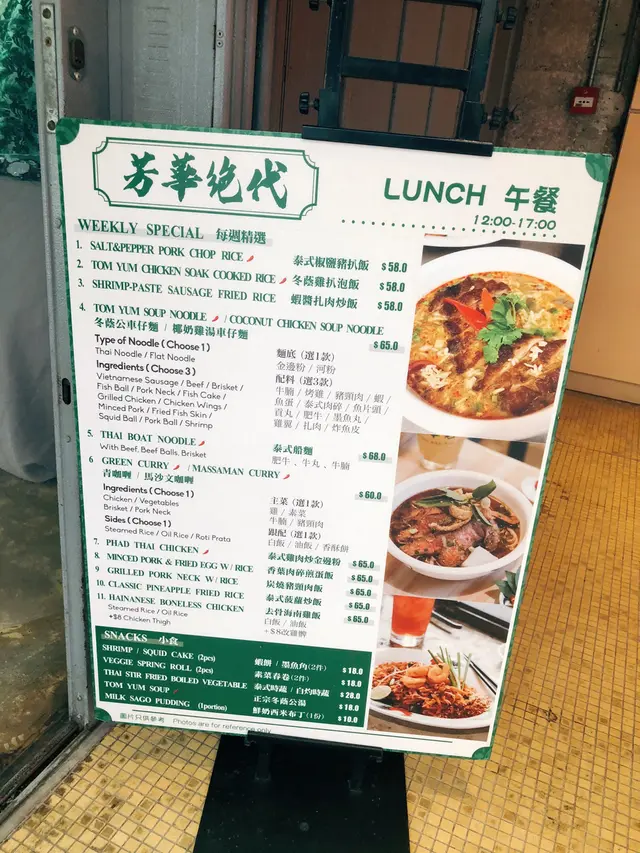 芳華絕代
LUNCH 午餐
12:00-17:00
WEEKLY SPECIAL 每週精選
1. SALT&PEPPER PORK CHOP RICE 泰式椒鹽豬扒飯 $58.0
2. TOM YUM CHICKEN SOAK COOKED RICE 冬蔭雞扒泡飯 $58.0
3. SHRIMP-PASTE SAUSAGE FRIED RICE 蝦醬扎肉炒飯 $58.0
4. TOM YUM SOUP NOODLE / COCONUT CHICKEN SOUP NOODLE
冬蔭公車仔麵 / 椰奶雞湯車仔麵 $65.0
Type of Noodle ( Choose 1 ) 麵底 (選1款)
Thai Noodle / Flat Noodle 金邊粉 / 河粉
Ingredients ( Choose 3 ) 配料 (選3款)
Vietnamese Sausage / Beef / Brisket / 牛腩 / 烤雞 / 豬頸肉 / 蝦 /
Fish Ball / Pork Neck / Fish Cake / 魚蛋 / 泰式肉碎 / 魚片頭 /
Grilled Chicken / Chicken Wings / 貢丸 / 肥牛 / 墨魚丸 /
Minced Pork / Fried Fish Skin / 雞翼 / 扎肉 / 炸魚皮
Squid Ball / Pork Ball / Shrimp
5. THAI BOAT NOODLE 泰式船麵 $68.0
With Beef, Beef Balls, Brisket 肥牛、牛丸、牛腩
6 GREEN CURRY / MASSAMAN CURRY
青咖喇 / 馬沙文咖喇 $60.0
Ingredients ( Choose 1 ) 主菜 (選1款)
Chicken / Vegetables 雞 / 素菜
Brisket / Pork Neck 牛腩 / 豬頸肉
Sides ( Choose 1 ) 跟配 (選1款)
Steamed Rice / Oil Rice / Roti Prata 白飯 / 油飯 / 香酥餅
7. PHAD THAI CHICKEN 泰式雞肉炒金邊粉 $65.0
8. MINCED PORK & FRIED EGG W/ RICE 香葉肉碎煎蛋飯 $65.0
9 GRILLED PORK NECK W/ RICE 炭燒豬頸肉飯 $65.0
10. CLASSIC PINEAPPLE FRIED RICE 泰式菠蘿炒飯 $65.0
11. HAINANESE BONELESS CHICKEN 去骨海南雞飯 $65.0
Steamed Rice / Oil Rice 白飯 / 油飯
+$8 Chicken Thigh +$8改雞髀
SNACKS 小食
SHRIMP / SQUID CAKE (2pcs) 蝦餅 / 墨魚角(2件) $18.0
VEGGIE SPRING ROLL (2pcs) 素菜春卷(2件) $18.0
THAI STIR FRIED BOILED VEGETABLE 泰式時蔬 / 白灼時蔬 $20.0
TOM YUM SOUP 正宗冬蔭公湯 $18.0
MILK SAGO PUDDING (1portion) 鮮奶西米布丁(1份) $10.0
圖片只供參考 Photos are for reference only